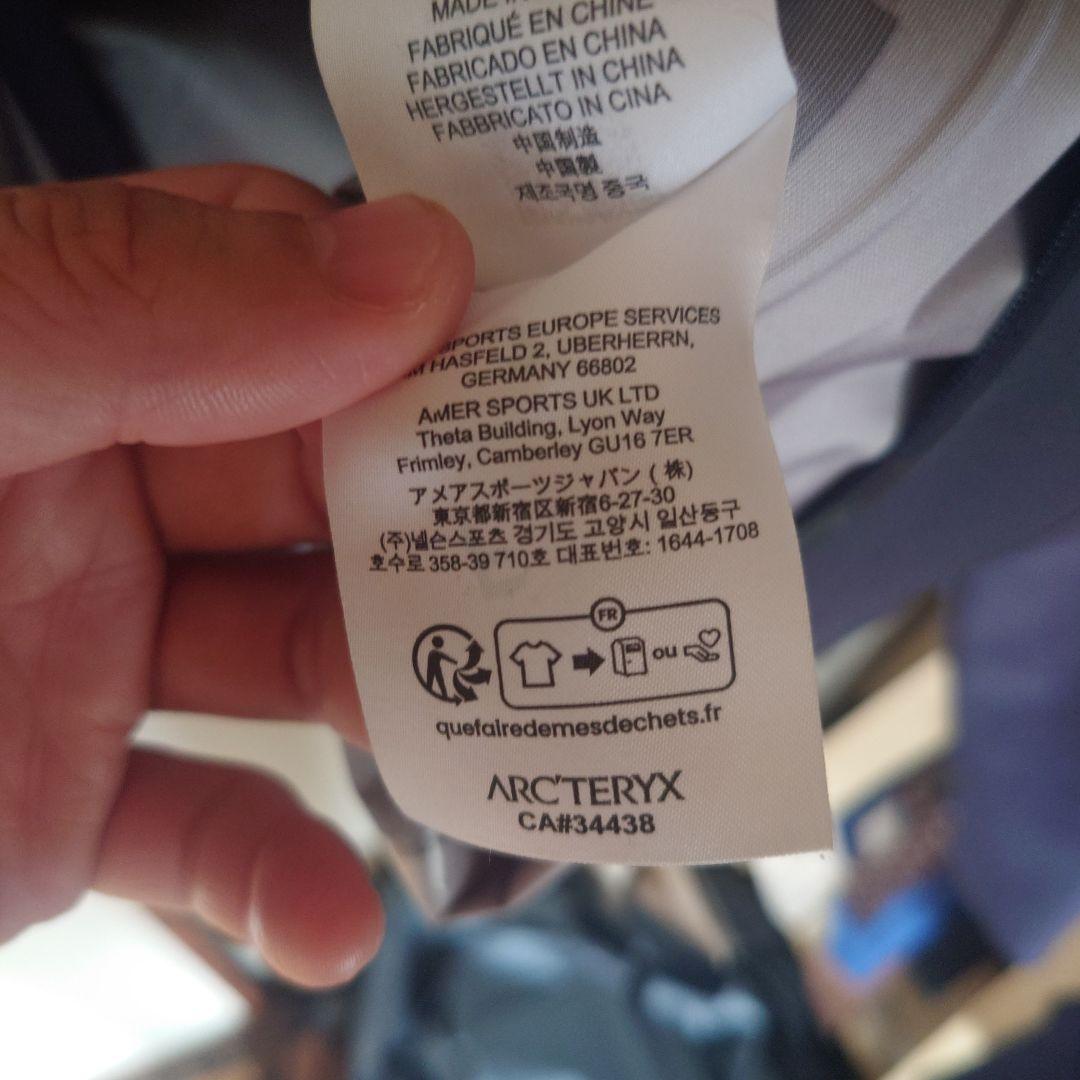 MADE
FABRIQUÉ EN CHINE
FABRICADO EN CHINA
HERGESTELLT IN CHINA
FABBRICATO IN CINA
中国制造
中國製
제조국명 중국
SPORTS EUROPE SERVICES
HASFELD 2, UBERHERRN,
GERMANY 66802
AMER SPORTS UK LTD
Theta Building, Lyon Way
Frimley, Camberley GU16 7ER
アメアスポーツジャパン (株)
東京都新宿区新宿6-27-30
(주)넬슨스포츠 경기도 고양시 일산동구
호수로 358-39 710호 대표번호: 1644-1708
FR
ou
quefairedemesdechets.fr
ARC'TERYX
CA#34438